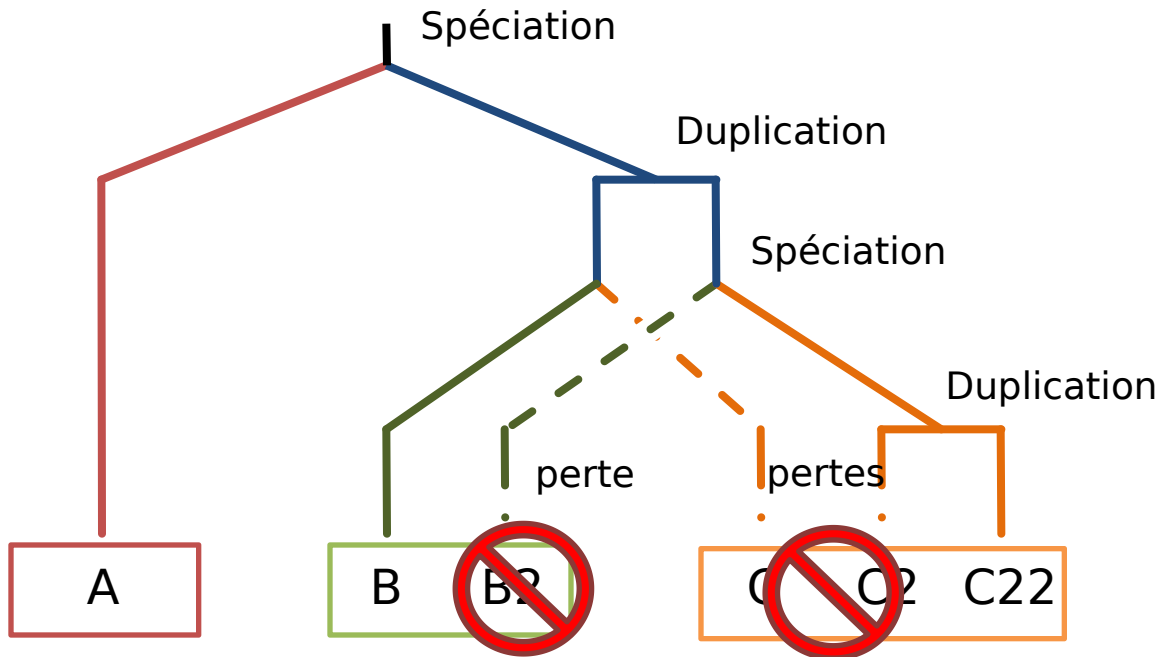 Spéciation
Duplication
Spéciation
Duplication
perte
pertes
A
B
B2
C
C2
C22